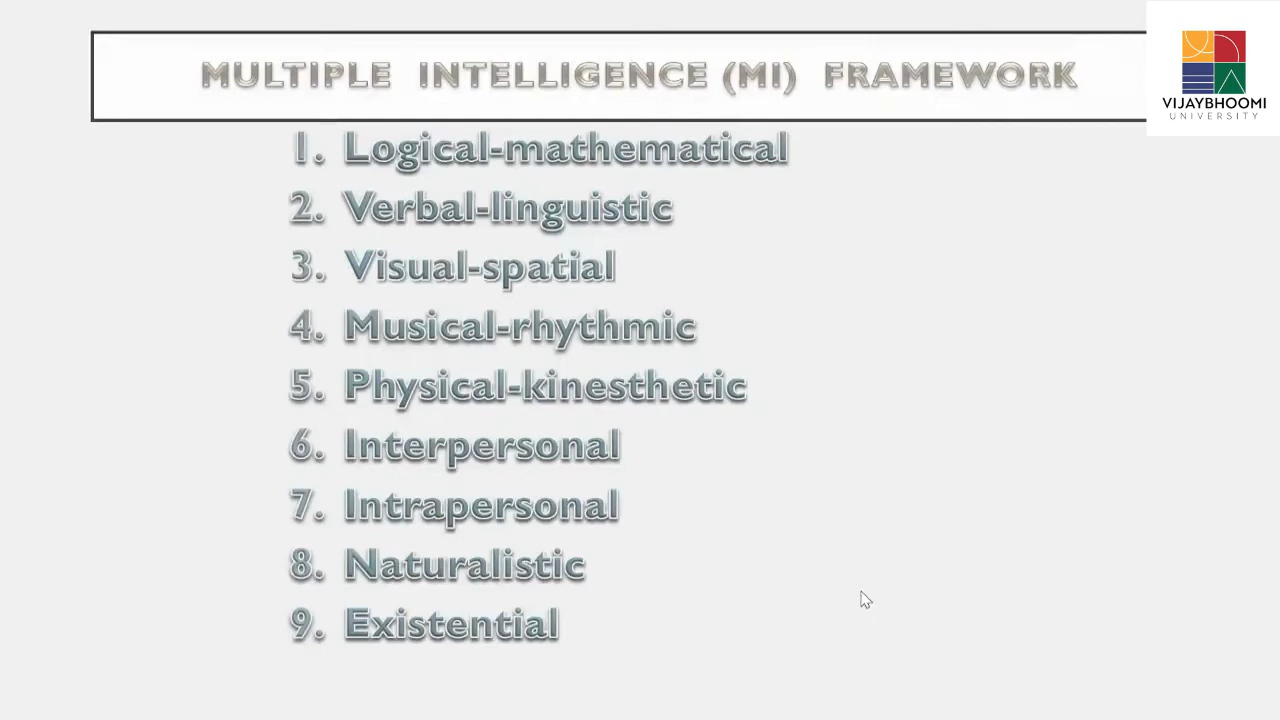 MULTIPLE INTELLIGENCE (MI) FRAMEWORK
VIJAYBHOOMI
UNIVERSITY
1. Logical-mathematical
2. Verbal-linguistic
3. Visual-spatial
4. Musical-rhythmic
5. Physical-kinesthetic
6. Interpersonal
7. Intrapersonal
8. Naturalistic
9. Existential